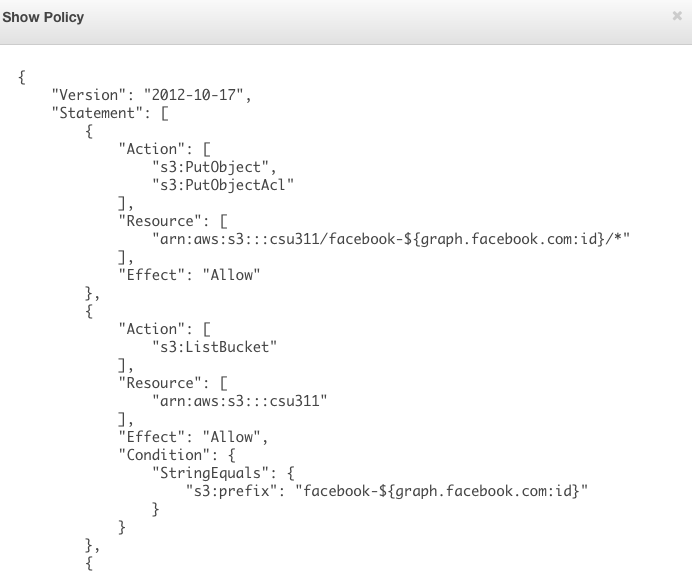 Show Policy ×
{
    "Version": "2012-10-17",
    "Statement": [
        {
            "Action": [
                "s3:PutObject",
                "s3:PutObjectAcl"
            ],
            "Resource": [
                "arn:aws:s3:::csu311/facebook-${graph.facebook.com:id}/*"
            ],
            "Effect": "Allow"
        },
        {
            "Action": [
                "s3:ListBucket"
            ],
            "Resource": [
                "arn:aws:s3:::csu311"
            ],
            "Effect": "Allow",
            "Condition": {
                "StringEquals": {
                    "s3:prefix": "facebook-${graph.facebook.com:id}"
                }
            }
        },
        {